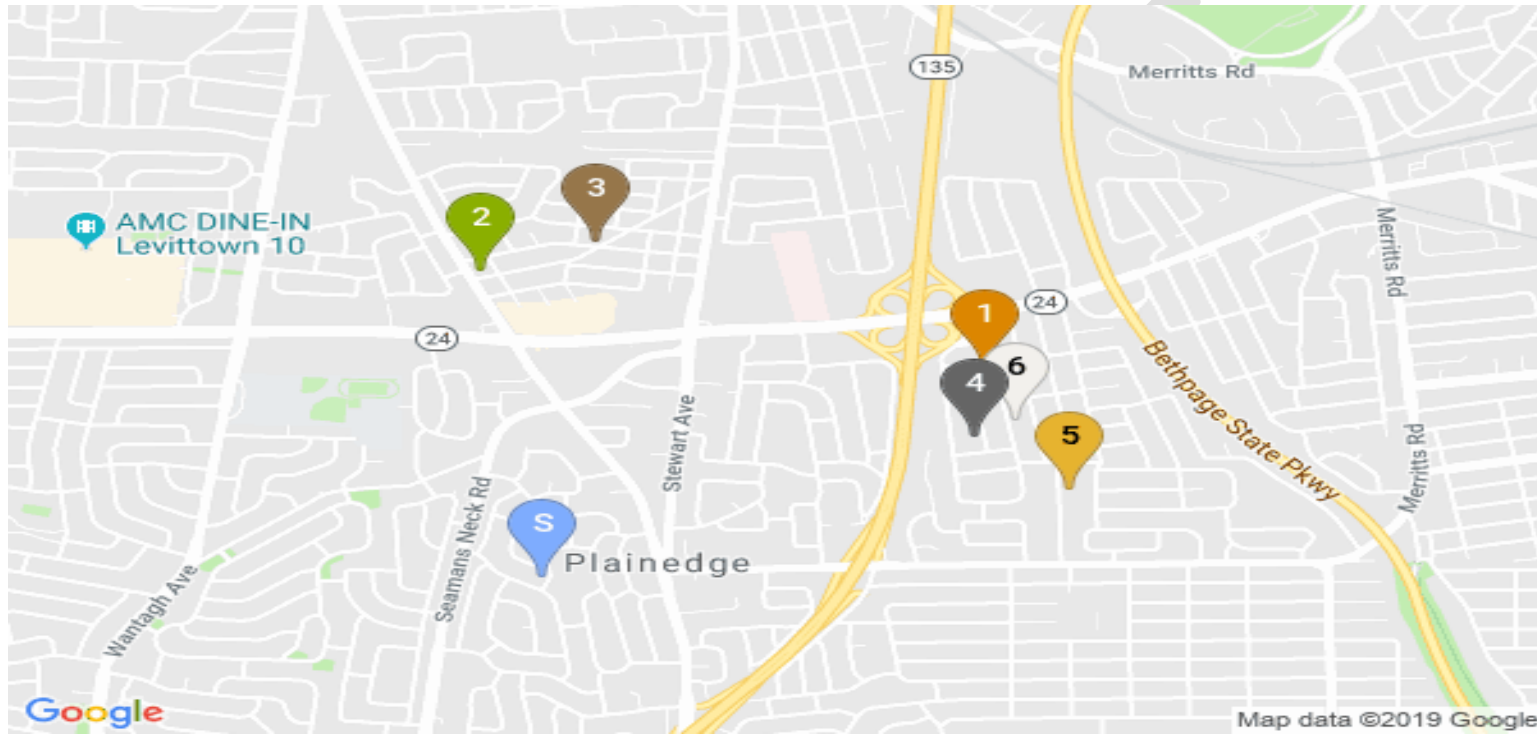 135
Merritts Rd
3
2
AMC DINE-IN
Levittown 10
Merritts Rd
24
1
24
6
4
5
Bethpage State Pkwy
Stewart Ave
Merritts Rd
Seamans Neck Rd
S
Plainedge
Wantagh Ave
Google
Map data ©2019 Google